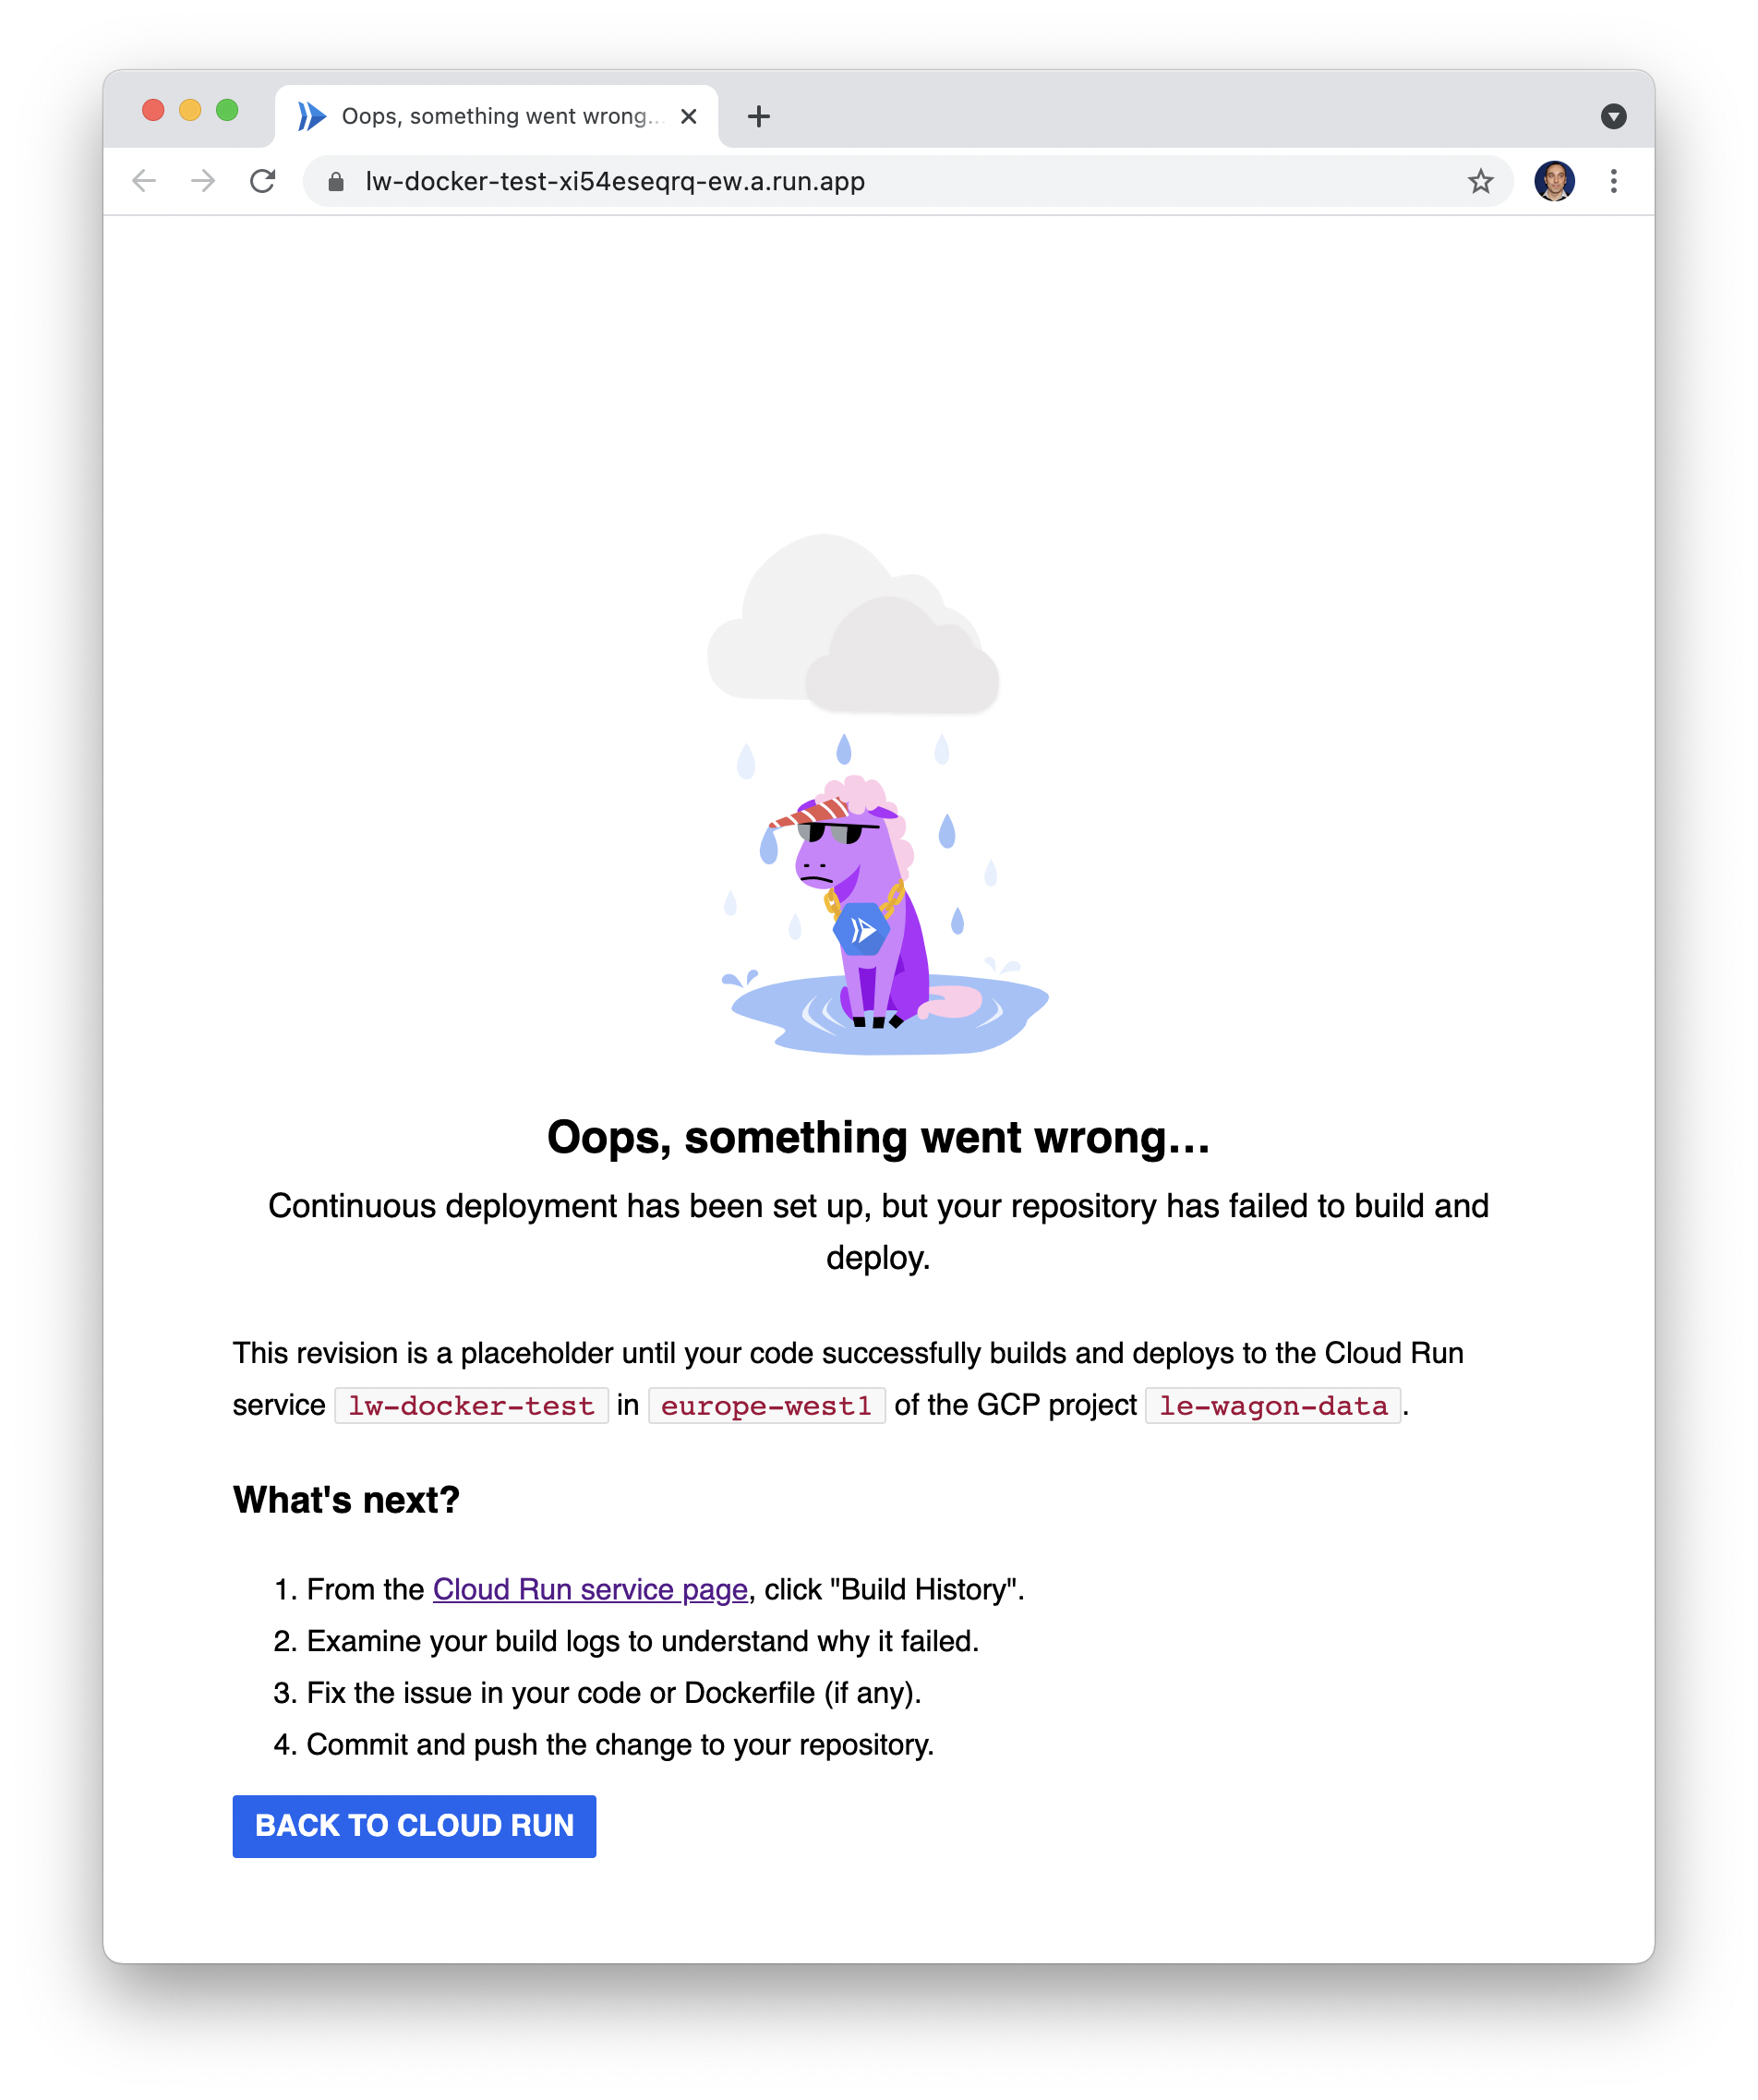 Oops, something went wrong...
lw-docker-test-xi54eseqrq-ew.a.run.app
Oops, something went wrong...
Continuous deployment has been set up, but your repository has failed to build and
deploy.
This revision is a placeholder until your code successfully builds and deploys to the Cloud Run
service lw-docker-test in europe-west1 of the GCP project le-wagon-data.
What's next?
1. From the Cloud Run service page, click "Build History".
2. Examine your build logs to understand why it failed.
3. Fix the issue in your code or Dockerfile (if any).
4. Commit and push the change to your repository.
BACK TO CLOUD RUN